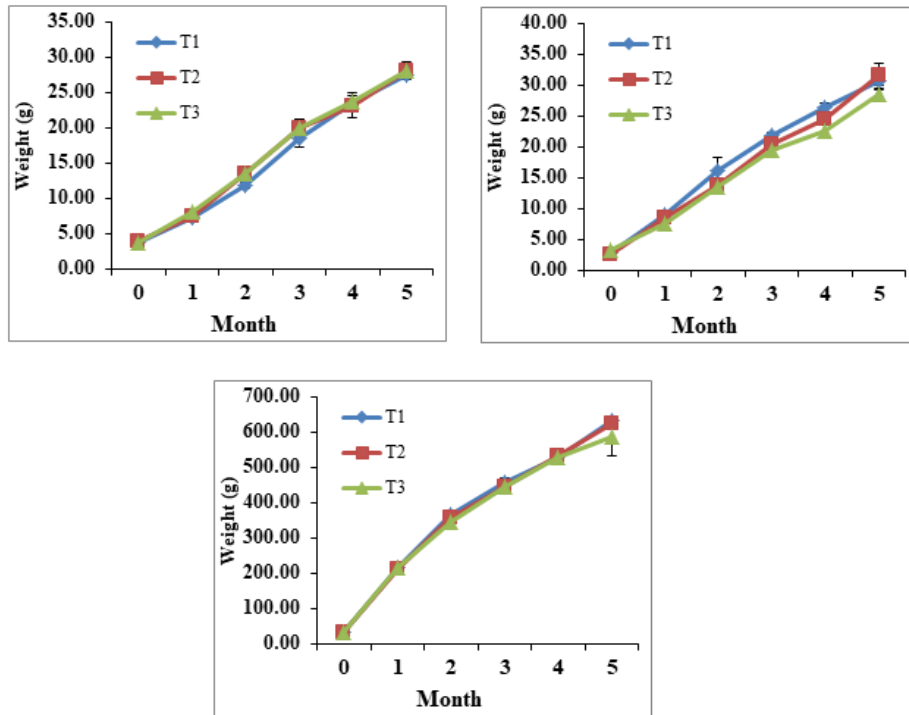 35.00
30.00
25.00
20.00
15.00
10.00
5.00
0.00
Weight (g)
T1
T2
T3
0 1 2 3 4 5
Month
40.00
35.00
30.00
25.00
20.00
15.00
10.00
5.00
0.00
Weight (g)
T1
T2
T3
0 1 2 3 4 5
Month
700.00
600.00
500.00
400.00
300.00
200.00
100.00
0.00
Weight (g)
T1
T2
T3
0 1 2 3 4 5
Month